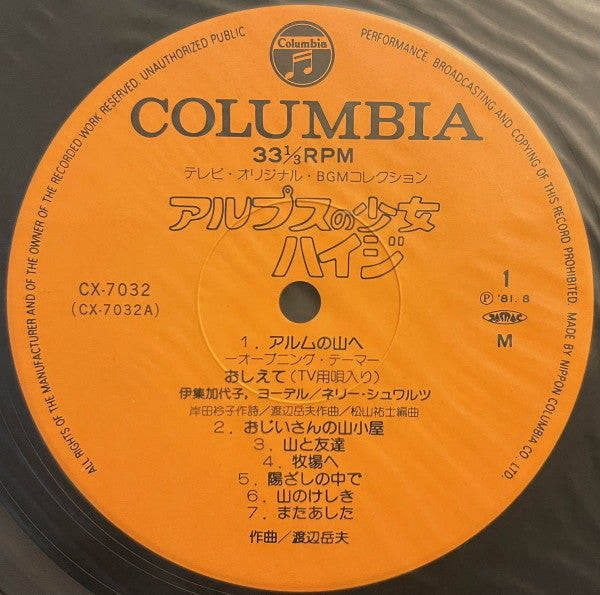 Columbia
COLUMBIA
33⅓RPM
テレビ・オリジナル・BGMコレクション
アルプスの少女
ハイジ
CX-7032
(CX-7032A)
1
Ⓟ '81. 8
JASRAC
M
1. アルムの山へ
―オープニング・テーマ―
おしえて(TV用唄入り)
伊集加代子, ヨーデル/ネリー・シュワルツ
岸田衿子作詩/渡辺岳夫作曲/松山祐士編曲
2. おじいさんの山小屋
3. 山と友達
4. 牧場へ
5. 陽ざしの中で
6. 山のけしき
7. またあした
作曲/渡辺岳夫
ALL RIGHTS OF THE MANUFACTURER AND OF THE OWNER OF THE RECORDED WORK RESERVED. UNAUTHORIZED PUBLIC PERFORMANCE, BROADCASTING AND COPYING OF THIS RECORD PROHIBITED. MADE BY NIPPON COLUMBIA CO. LTD.